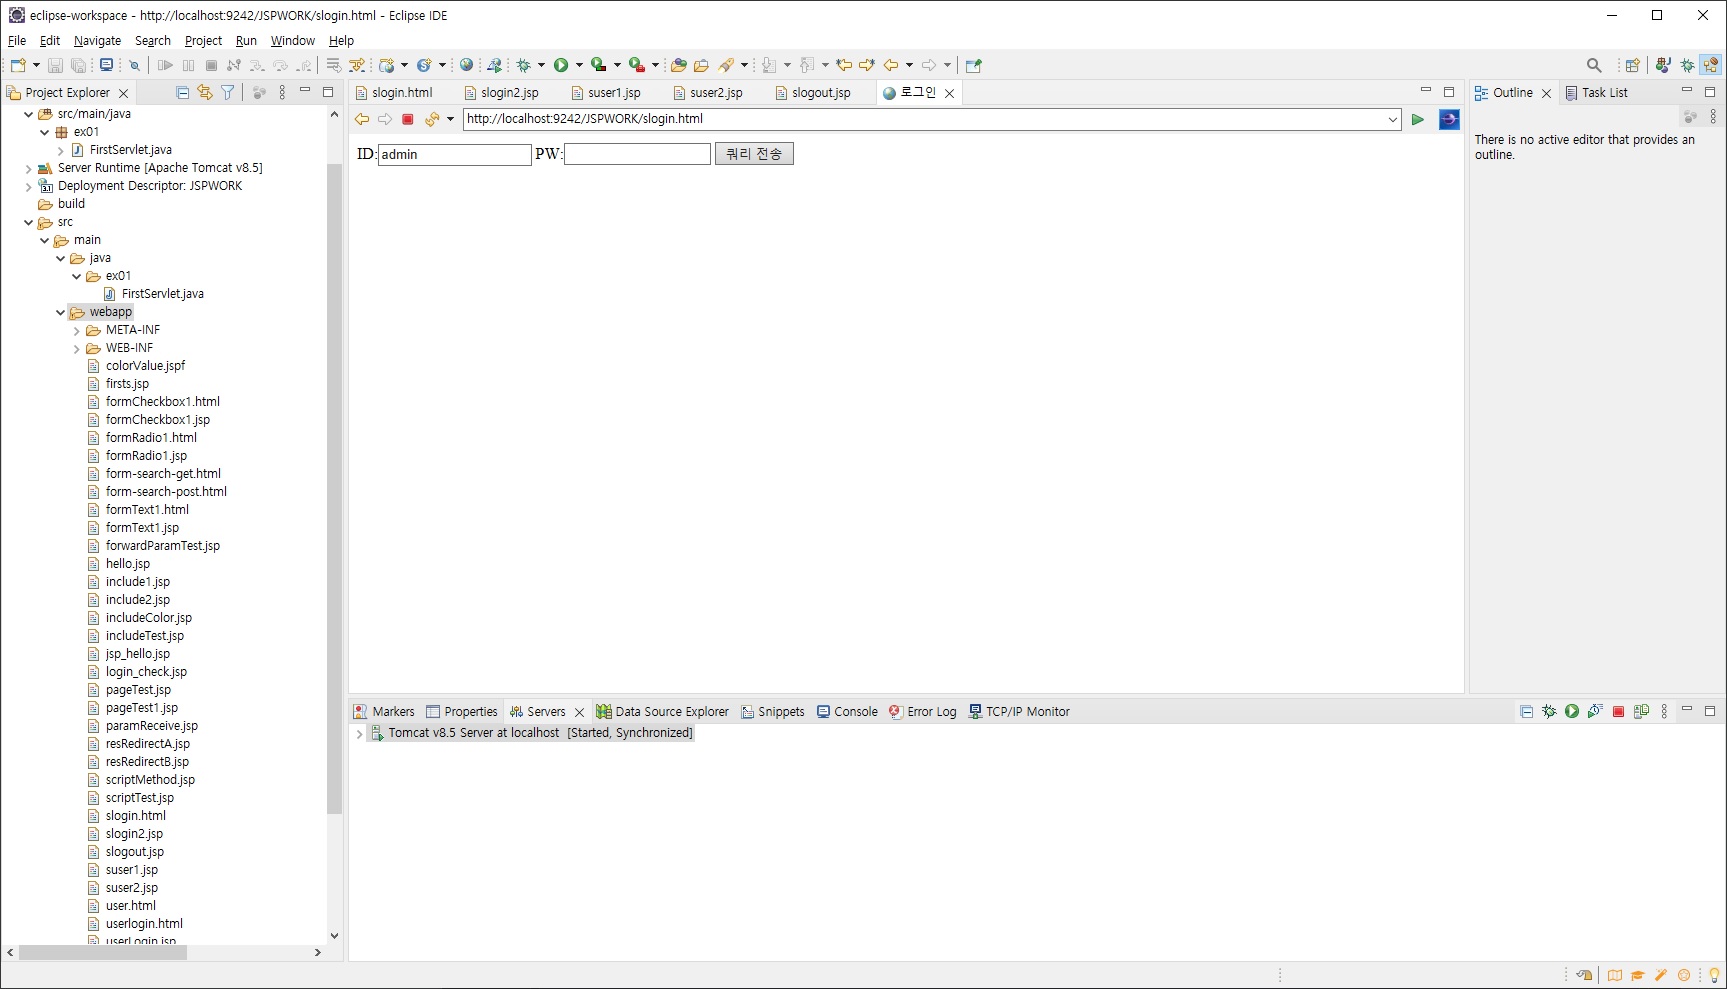 eclipse-workspace - http://localhost:9242/JSPWORK/slogin.html - Eclipse IDE
File Edit Navigate Search Project Run Window Help
Project Explorer
src/main/java
ex01
FirstServlet.java
Server Runtime [Apache Tomcat v8.5]
Deployment Descriptor: JSPWORK
build
src
main
java
ex01
FirstServlet.java
webapp
META-INF
WEB-INF
colorValue.jspf
firsts.jsp
formCheckbox1.html
formCheckbox1.jsp
formRadio1.html
formRadio1.jsp
form-search-get.html
form-search-post.html
formText1.html
formText1.jsp
forwardParamTest.jsp
hello.jsp
include1.jsp
include2.jsp
includeColor.jsp
includeTest.jsp
jsp_hello.jsp
login_check.jsp
pageTest.jsp
pageTest1.jsp
paramReceive.jsp
resRedirectA.jsp
resRedirectB.jsp
scriptMethod.jsp
scriptTest.jsp
slogin.html
slogin2.jsp
slogout.jsp
suser1.jsp
suser2.jsp
user.html
userlogin.html
userLogin.jsp
slogin.html slogin2.jsp suser1.jsp suser2.jsp slogout.jsp 로그인
http://localhost:9242/JSPWORK/slogin.html
ID: admin PW: 쿼리 전송
Outline Task List
There is no active editor that provides an
outline.
Markers Properties Servers Data Source Explorer Snippets Console Error Log TCP/IP Monitor
Tomcat v8.5 Server at localhost [Started, Synchronized]